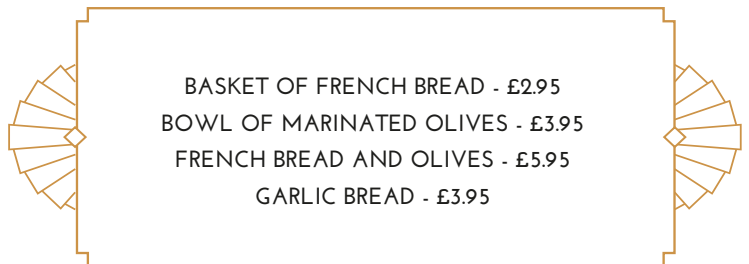 BASKET OF FRENCH BREAD - £2.95
BOWL OF MARINATED OLIVES - £3.95
FRENCH BREAD AND OLIVES - £5.95
GARLIC BREAD - £3.95